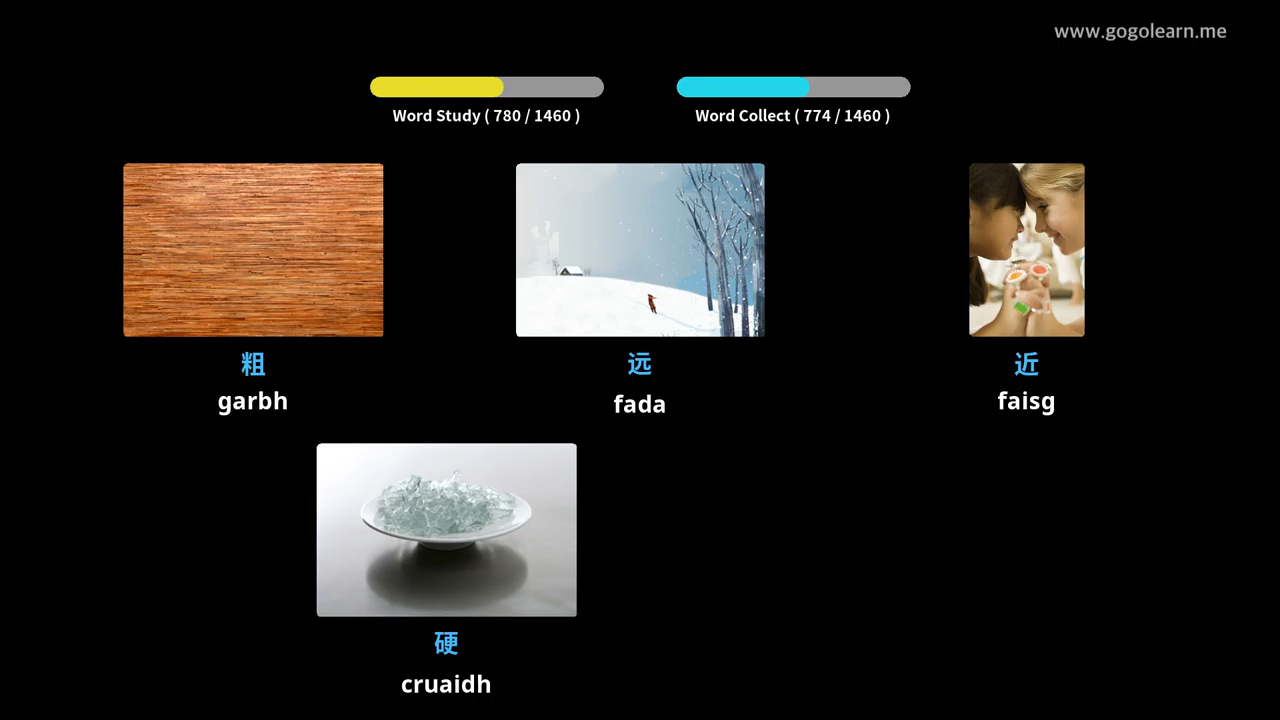 www.gogolearn.me
Word Study ( 780 / 1460 )
Word Collect ( 774 / 1460 )
粗
garbh
远
fada
近
faisg
硬
cruaidh